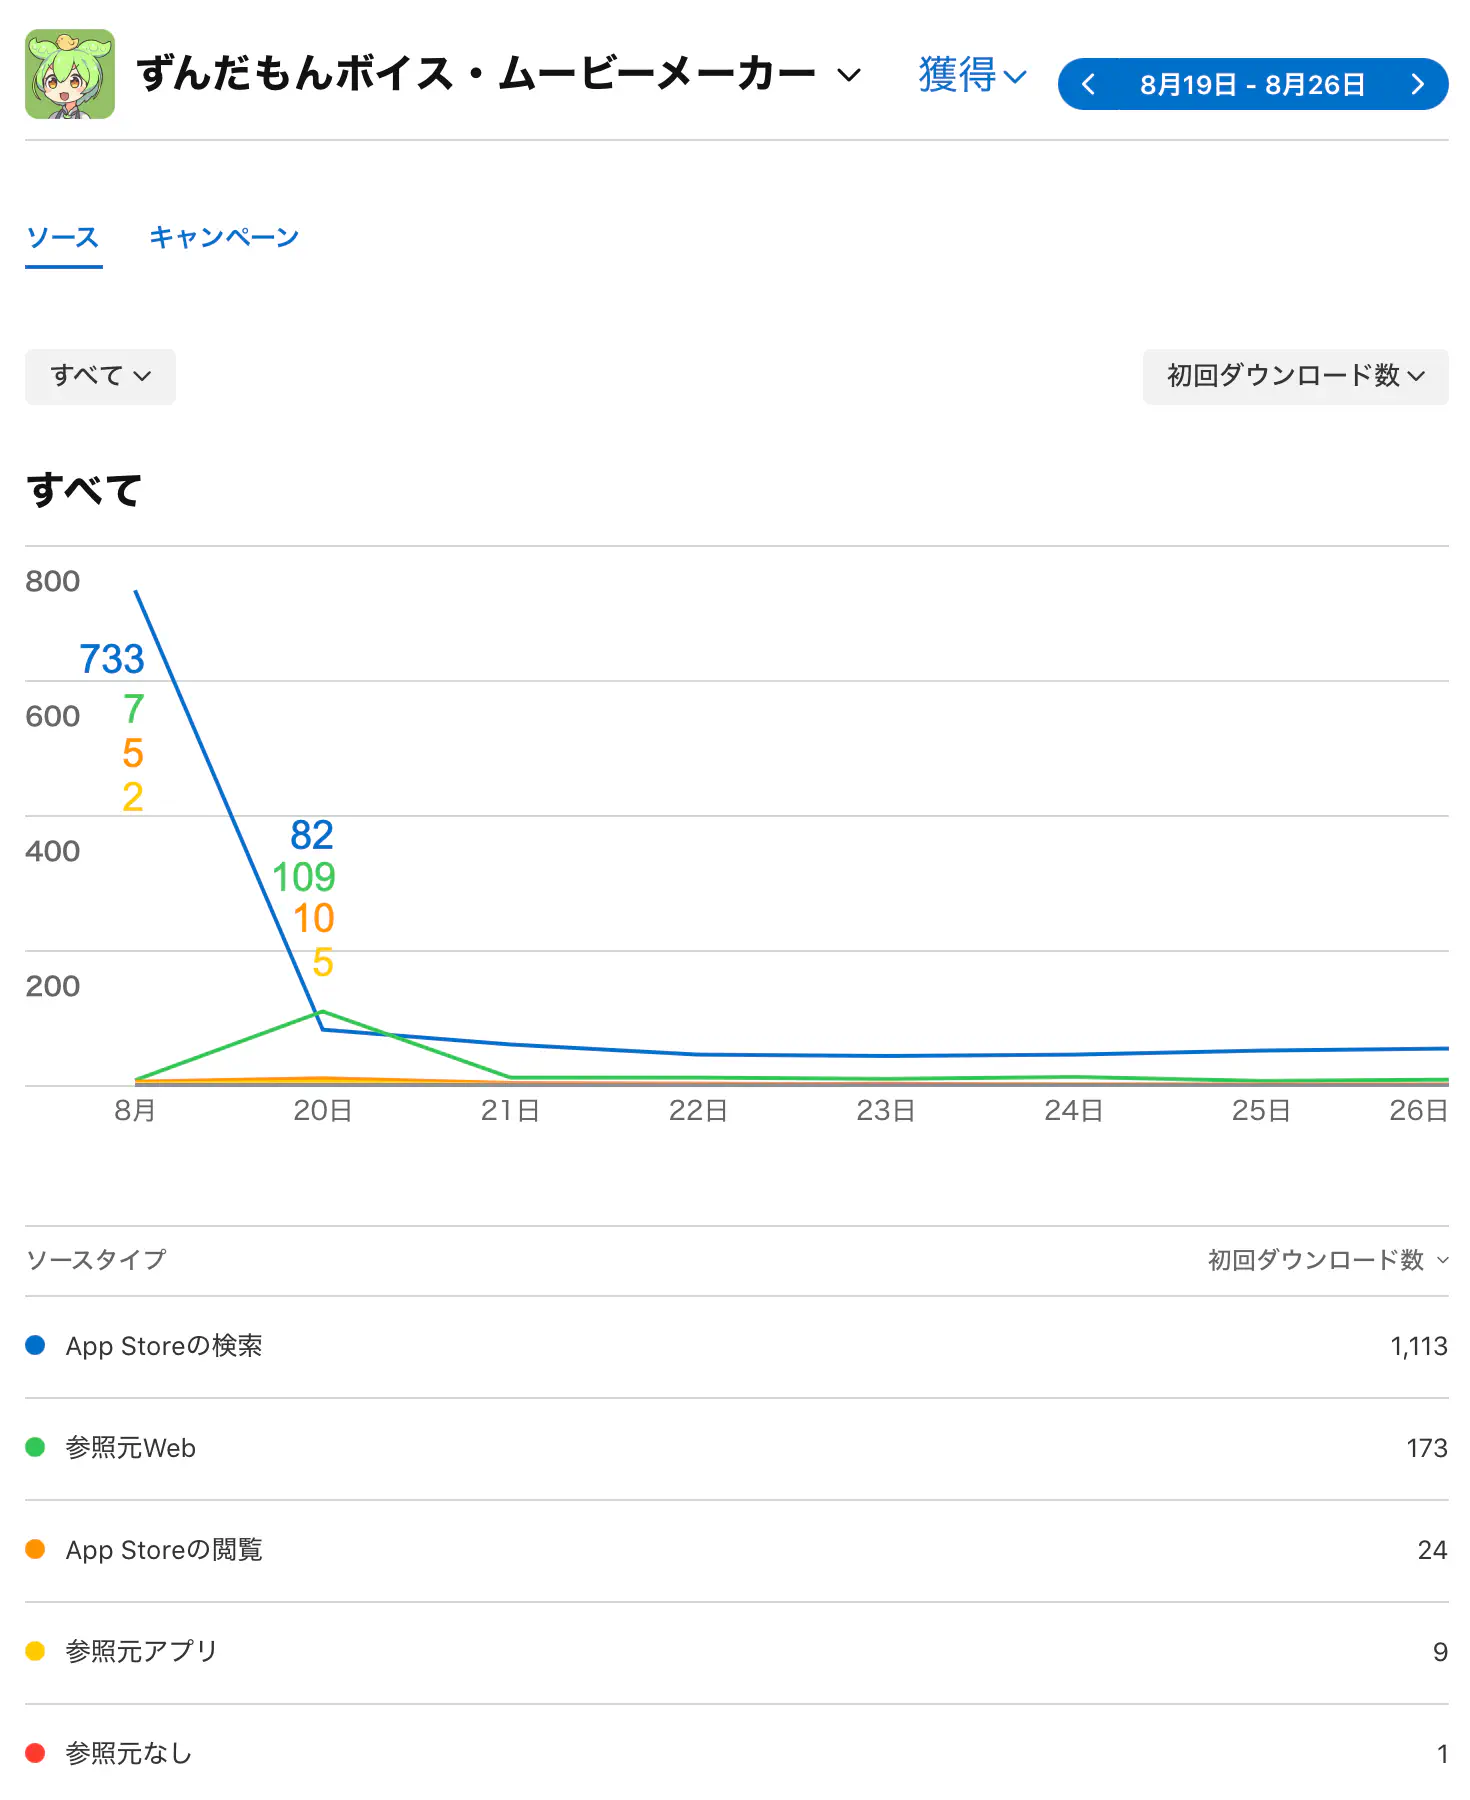 ずんだもんボイス・ムービーメーカー 獲得 8月19日 - 8月26日
ソース キャンペーン
すべて 初回ダウンロード数
すべて
800
733
7
600
5
2
82
400
109
10
5
200
8月 20日 21日 22日 23日 24日 25日 26日
ソースタイプ 初回ダウンロード数
App Storeの検索 1,113
参照元Web 173
App Storeの閲覧 24
参照元アプリ 9
参照元なし 1